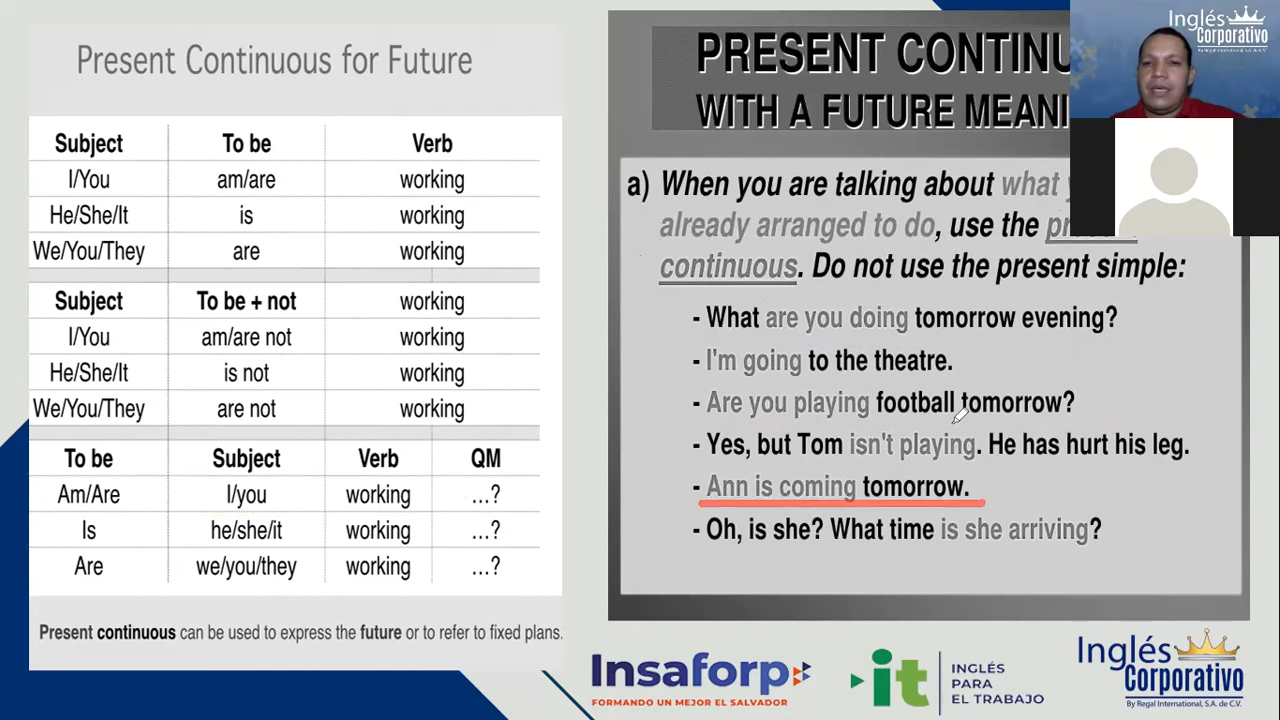 Present Continuous for Future
Subject To be Verb
I/You am/are working
He/She/It is working
We/You/They are working
Subject To be + not working
I/You am/are not working
He/She/It is not working
We/You/They are not working
To be Subject Verb QM
Am/Are I/you working ...?
Is he/she/it working ...?
Are we/you/they working ...?
Present continuous can be used to express the future or to refer to fixed plans.
PRESENT CONTINU
WITH A FUTURE MEANI
a) When you are talking about what
already arranged to do, use the
continuous. Do not use the present simple:
- What are you doing tomorrow evening?
- I'm going to the theatre.
- Are you playing football tomorrow?
- Yes, but Tom isn't playing. He has hurt his leg.
- Ann is coming tomorrow.
- Oh, is she? What time is she arriving?
Inglés
Corporativo
By Regal International, S.A. de C.V.
Insaforp
FORMANDO UN MEJOR EL SALVADOR
it
INGLÉS
PARA
EL TRABAJO
Inglés
Corporativo
By Regal International, S.A. de C.V.